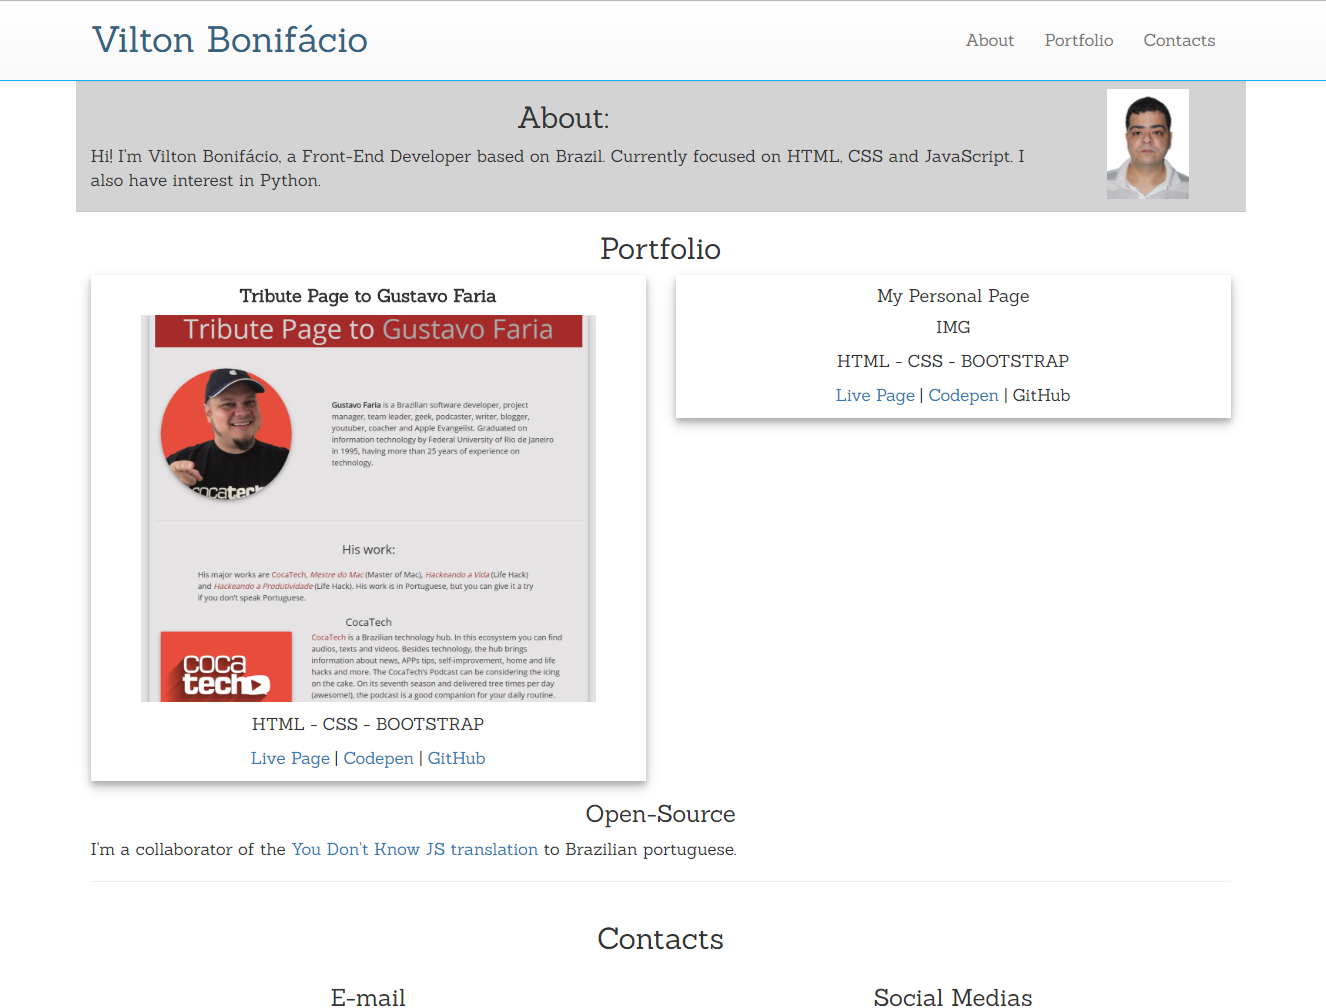 Vilton Bonifácio
About Portfolio Contacts
About:
Hi! I'm Vilton Bonifácio, a Front-End Developer based on Brazil. Currently focused on HTML, CSS and JavaScript. I
also have interest in Python.
Portfolio
Tribute Page to Gustavo Faria
Tribute Page to Gustavo Faria
Gustavo Faria is a Brazilian software developer, project
manager, team leader, geek, podcaster, writer, blogger,
youtuber, coacher and Apple Evangelist. Graduated on
information technology by Federal University of Rio de Janeiro
in 1995, having more than 25 years of experience on
technology.
cocatech
His work:
His major works are CocaTech, Mestre do Mac (Master of Mac), Hackeando a Vida (Life Hack)
and Hackeando a Produtividade (Life Hack). His work is in Portuguese, but you can give it a try
if you don't speak Portuguese.
CocaTech
CocaTech is a Brazilian technology hub. In this ecosystem you can find
audios, texts and videos. Besides technology, the hub brings
information about news, APPs tips, self-improvement, home and life
hacks and more. The CocaTech's Podcast can be considering the icing
on the cake. On its seventh season and delivered tree times per day
(awesome!), the podcast is a good companion for your daily routine.
coca
tech
HTML - CSS - BOOTSTRAP
Live Page | Codepen | GitHub
My Personal Page
IMG
HTML - CSS - BOOTSTRAP
Live Page | Codepen | GitHub
Open-Source
I'm a collaborator of the You Don't Know JS translation to Brazilian portuguese.
Contacts
E-mail
Social Medias